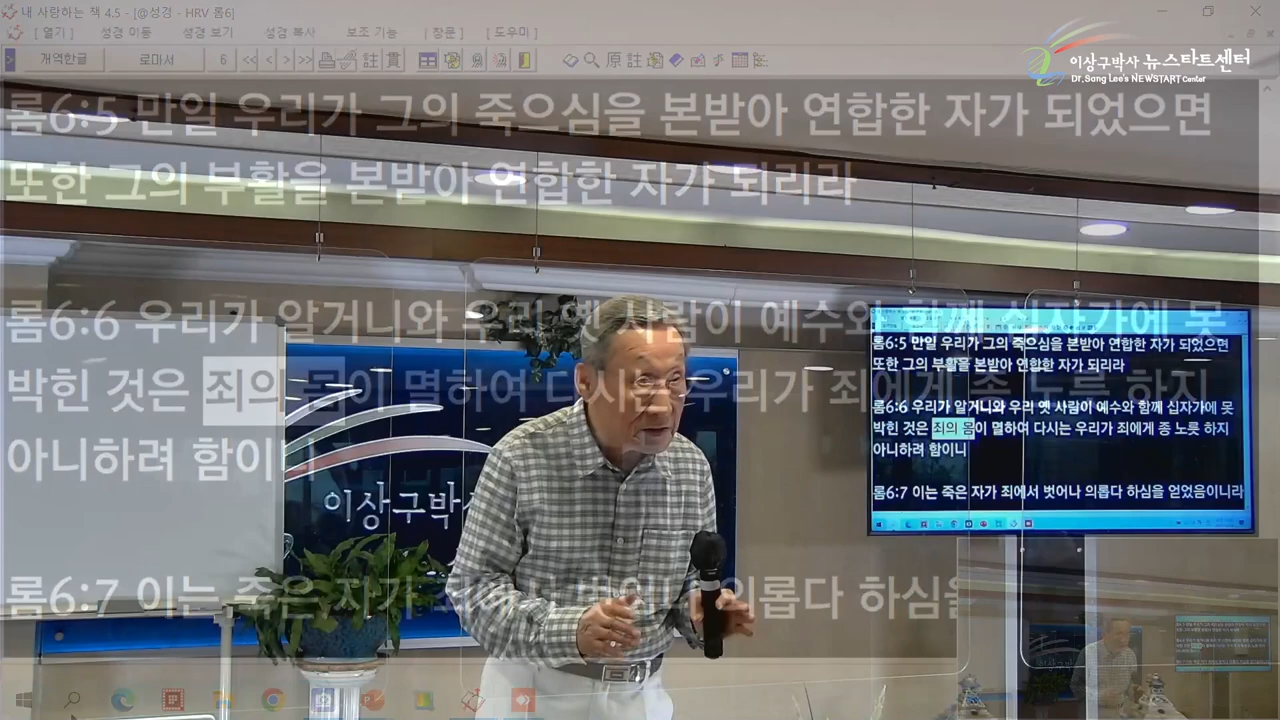 내 사랑하는 책 4.5 - [@성경 - HRV 롬6]
[ 열기 ] 성경 이동 성경 보기 성경 복사 보조 기능 [ 창문 ] [ 도우미 ]
개역한글 로마서 6 << < > >> 註 原 註
이상구박사 뉴스타트센터
Dr. Sang Lee's NEWSTART Center
롬6:5 만일 우리가 그의 죽으심을 본받아 연합한 자가 되었으면
또한 그의 부활을 본받아 연합한 자가 되리라
롬6:6 우리가 알거니와 우리 옛 사람이 예수와 함께 십자가에 못
박힌 것은 죄의 몸이 멸하여 다시는 우리가 죄에게 종 노릇 하지
아니하려 함이니
롬6:7 이는 죽은 자가 죄에서 벗어나 의롭다 하심을
이상구박사
롬6:5 만일 우리가 그의 죽으심을 본받아 연합한 자가 되었으면
또한 그의 부활을 본받아 연합한 자가 되리라
롬6:6 우리가 알거니와 우리 옛 사람이 예수와 함께 십자가에 못
박힌 것은 죄의 몸이 멸하여 다시는 우리가 죄에게 종 노릇 하지
아니하려 함이니
롬6:7 이는 죽은 자가 죄에서 벗어나 의롭다 하심을 얻었음이니라